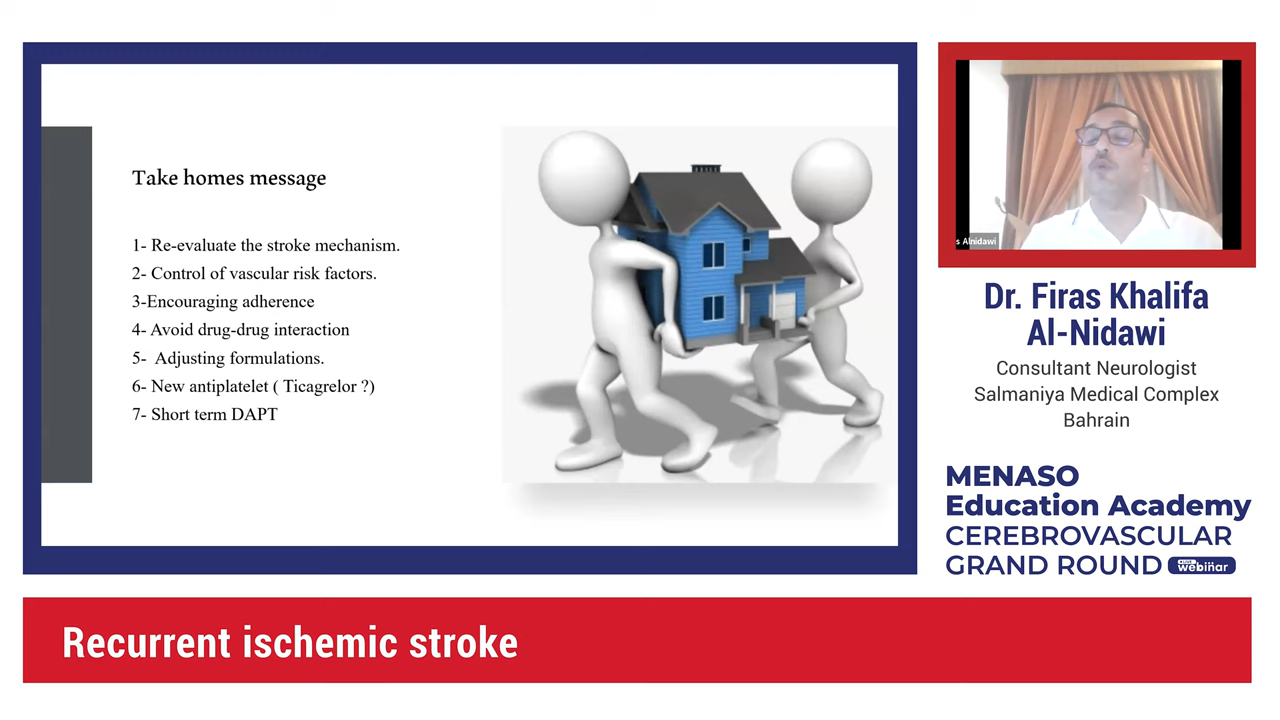 Take homes message
1- Re-evaluate the stroke mechanism.
2- Control of vascular risk factors.
3-Encouraging adherence
4- Avoid drug-drug interaction
5-  Adjusting formulations.
6- New antiplatelet ( Ticagrelor ?)
7- Short term DAPT
s Alnidawi
Dr. Firas Khalifa
Al-Nidawi
Consultant Neurologist
Salmaniya Medical Complex
Bahrain
MENASO
Education Academy
CEREBROVASCULAR
GRAND ROUND
webinar
Recurrent ischemic stroke